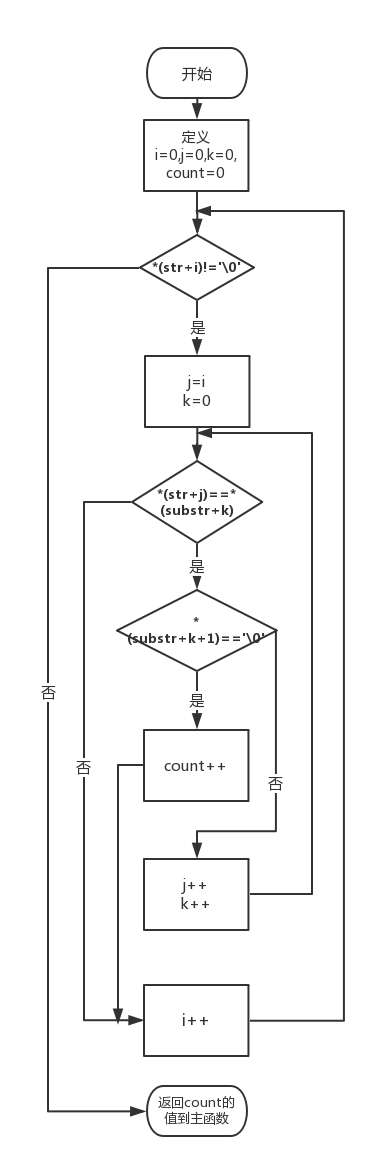 开始
定义
i=0,j=0,k=0,
count=0
*(str+i)!='\0'
是
j=i
k=0
*(str+j)==*
(substr+k)
是
*
(substr+k+1)=='\0'
否
是
否
count++
否
j++
k++
i++
返回count的
值到主函数